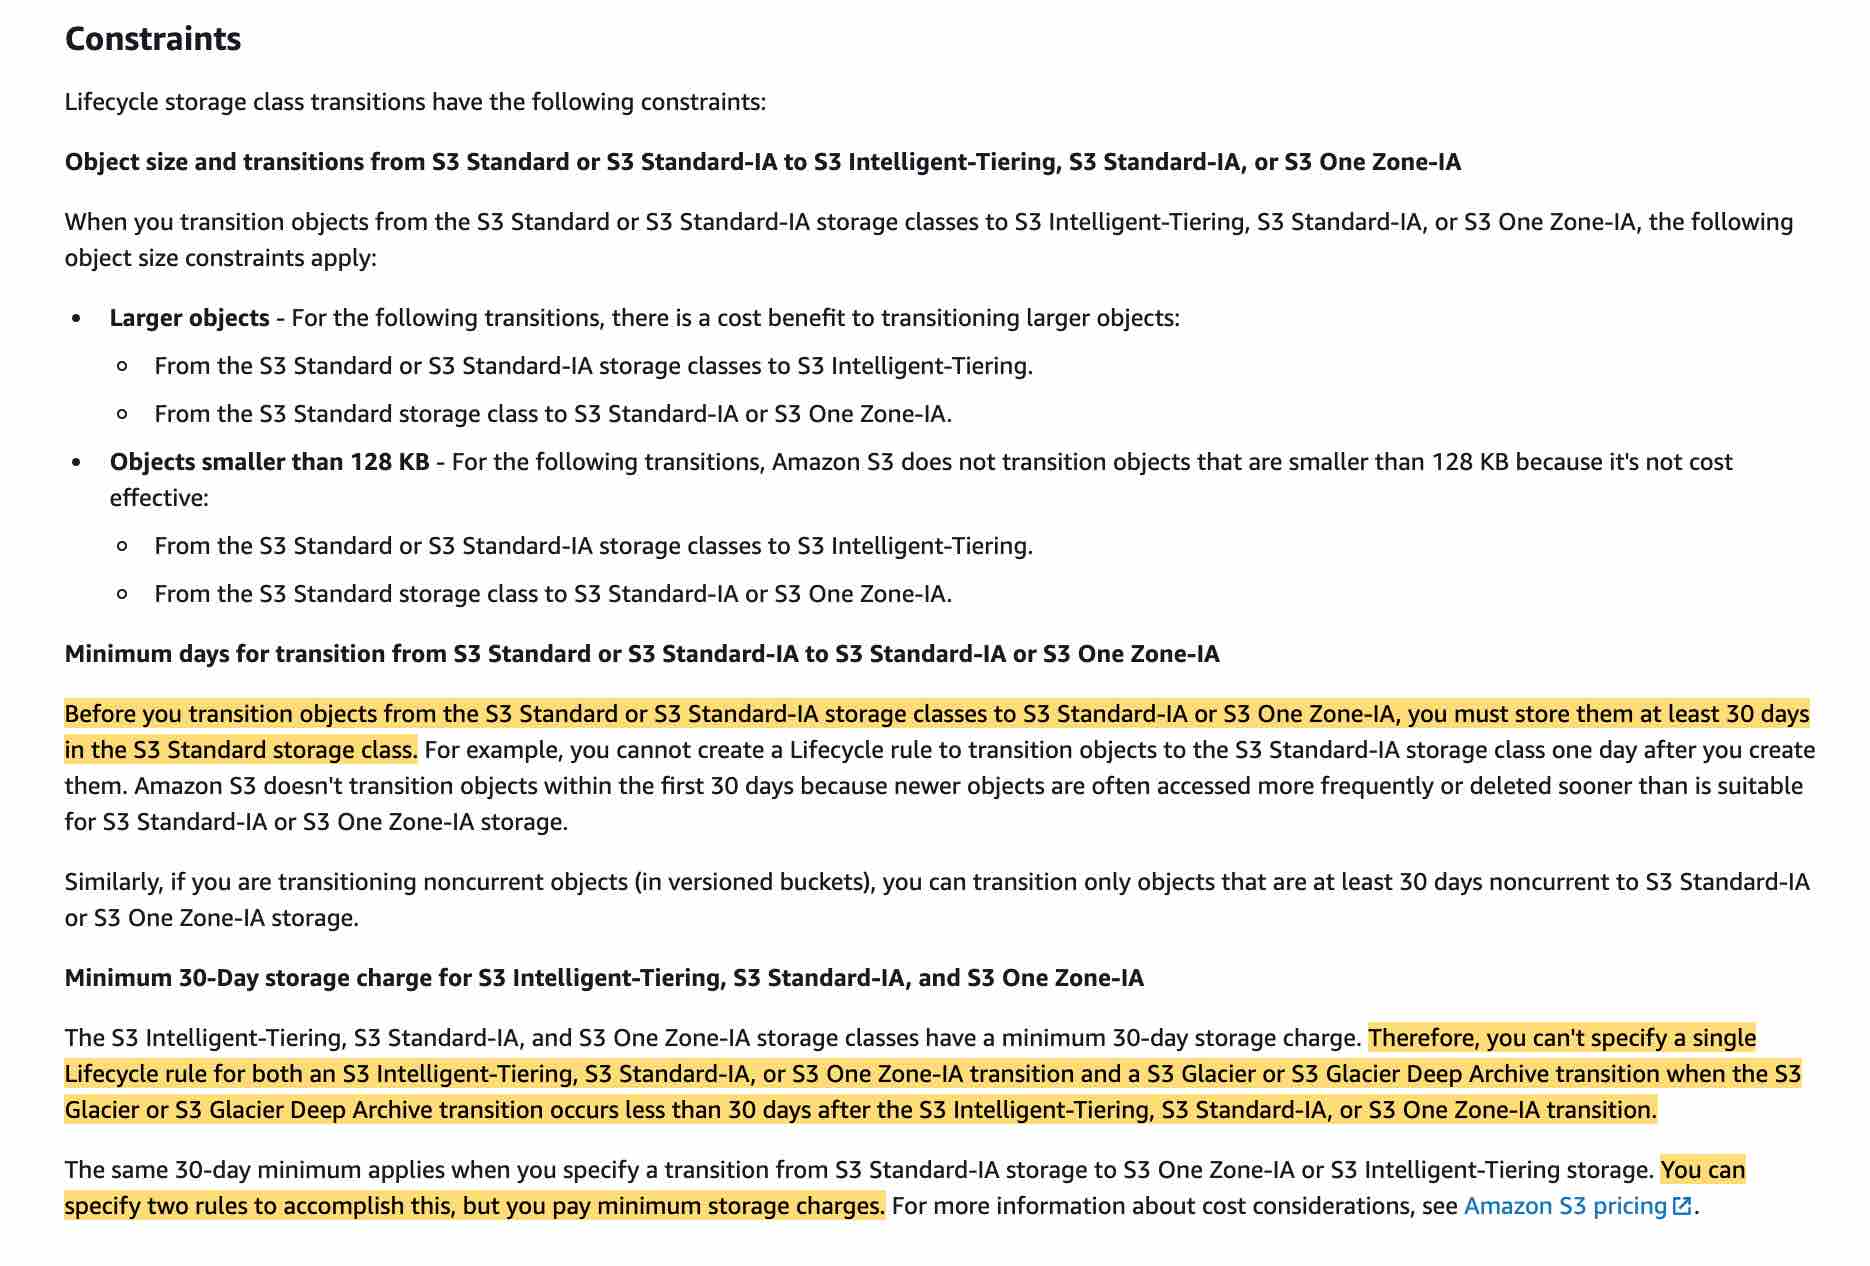 Constraints
Lifecycle storage class transitions have the following constraints:
Object size and transitions from S3 Standard or S3 Standard-IA to S3 Intelligent-Tiering, S3 Standard-IA, or S3 One Zone-IA
When you transition objects from the S3 Standard or S3 Standard-IA storage classes to S3 Intelligent-Tiering, S3 Standard-IA, or S3 One Zone-IA, the following
object size constraints apply:
• Larger objects - For the following transitions, there is a cost benefit to transitioning larger objects:
◦ From the S3 Standard or S3 Standard-IA storage classes to S3 Intelligent-Tiering.
◦ From the S3 Standard storage class to S3 Standard-IA or S3 One Zone-IA.
• Objects smaller than 128 KB - For the following transitions, Amazon S3 does not transition objects that are smaller than 128 KB because it's not cost
effective:
◦ From the S3 Standard or S3 Standard-IA storage classes to S3 Intelligent-Tiering.
◦ From the S3 Standard storage class to S3 Standard-IA or S3 One Zone-IA.
Minimum days for transition from S3 Standard or S3 Standard-IA to S3 Standard-IA or S3 One Zone-IA
Before you transition objects from the S3 Standard or S3 Standard-IA storage classes to S3 Standard-IA or S3 One Zone-IA, you must store them at least 30 days
in the S3 Standard storage class. For example, you cannot create a Lifecycle rule to transition objects to the S3 Standard-IA storage class one day after you create
them. Amazon S3 doesn't transition objects within the first 30 days because newer objects are often accessed more frequently or deleted sooner than is suitable
for S3 Standard-IA or S3 One Zone-IA storage.
Similarly, if you are transitioning noncurrent objects (in versioned buckets), you can transition only objects that are at least 30 days noncurrent to S3 Standard-IA
or S3 One Zone-IA storage.
Minimum 30-Day storage charge for S3 Intelligent-Tiering, S3 Standard-IA, and S3 One Zone-IA
The S3 Intelligent-Tiering, S3 Standard-IA, and S3 One Zone-IA storage classes have a minimum 30-day storage charge. Therefore, you can't specify a single
Lifecycle rule for both an S3 Intelligent-Tiering, S3 Standard-IA, or S3 One Zone-IA transition and a S3 Glacier or S3 Glacier Deep Archive transition when the S3
Glacier or S3 Glacier Deep Archive transition occurs less than 30 days after the S3 Intelligent-Tiering, S3 Standard-IA, or S3 One Zone-IA transition.
The same 30-day minimum applies when you specify a transition from S3 Standard-IA storage to S3 One Zone-IA or S3 Intelligent-Tiering storage. You can
specify two rules to accomplish this, but you pay minimum storage charges. For more information about cost considerations, see Amazon S3 pricing.